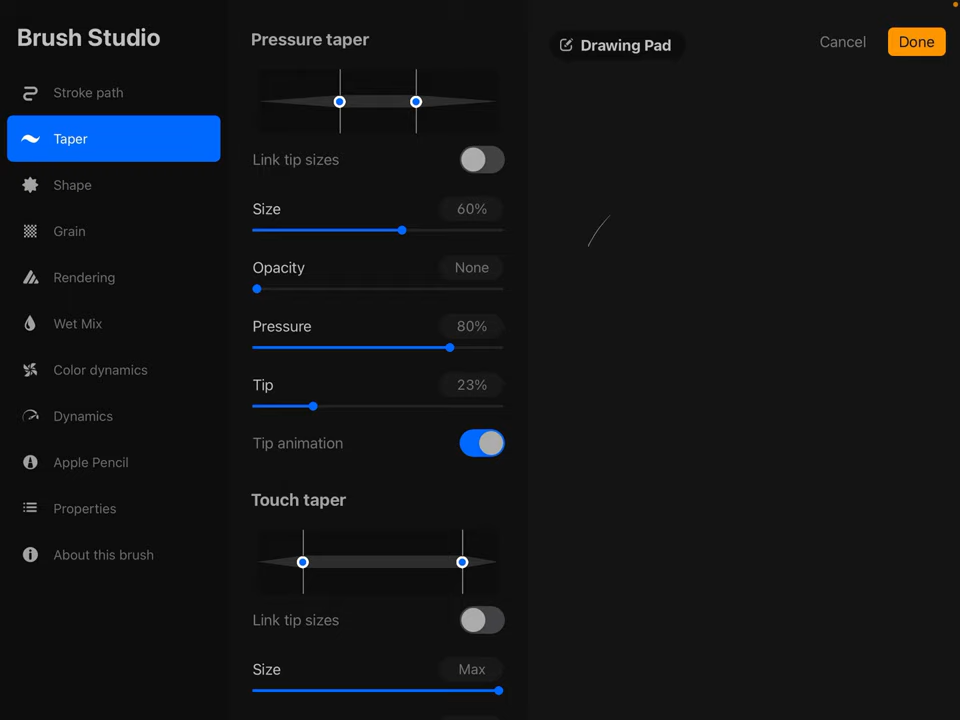 Brush Studio
Stroke path
Taper
Shape
Grain
Rendering
Wet Mix
Color dynamics
Dynamics
Apple Pencil
Properties
About this brush
Pressure taper
Link tip sizes
Size 60%
Opacity None
Pressure 80%
Tip 23%
Tip animation
Touch taper
Link tip sizes
Size Max
Drawing Pad
Cancel
Done